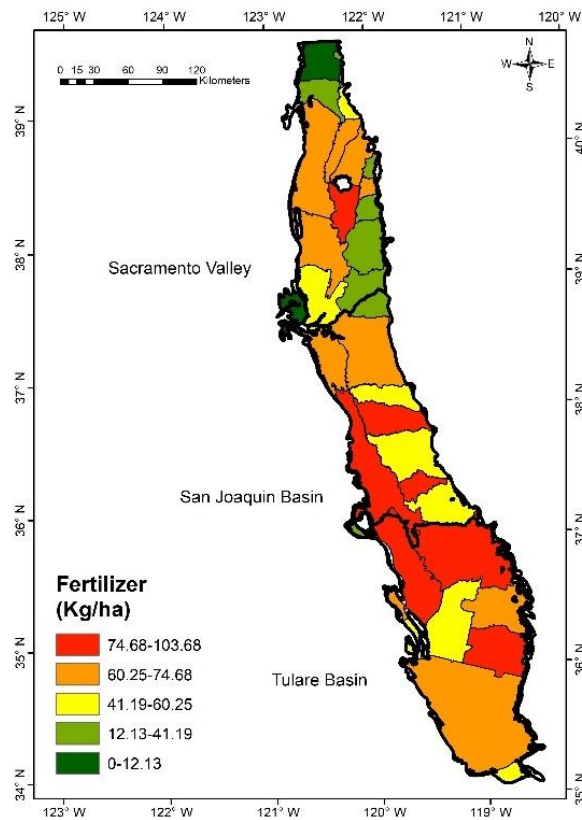 123° W 122° W 121° W 120° W
122° W 121° W 120° W
N
W E
S
0 15 30 60 90 120
Kilometers
39° N
38° N
37° N
36° N
35° N
34° N
40° N
39° N
38° N
37° N
36° N
35° N
Sacramento Valley
San Joaquin Basin
Tulare Basin
Fertilizer
(Kg/ha)
74.68-103.68
60.25-74.68
41.19-60.25
12.13-41.19
0-12.13
123° W 122° W 121° W 120° W 119° W